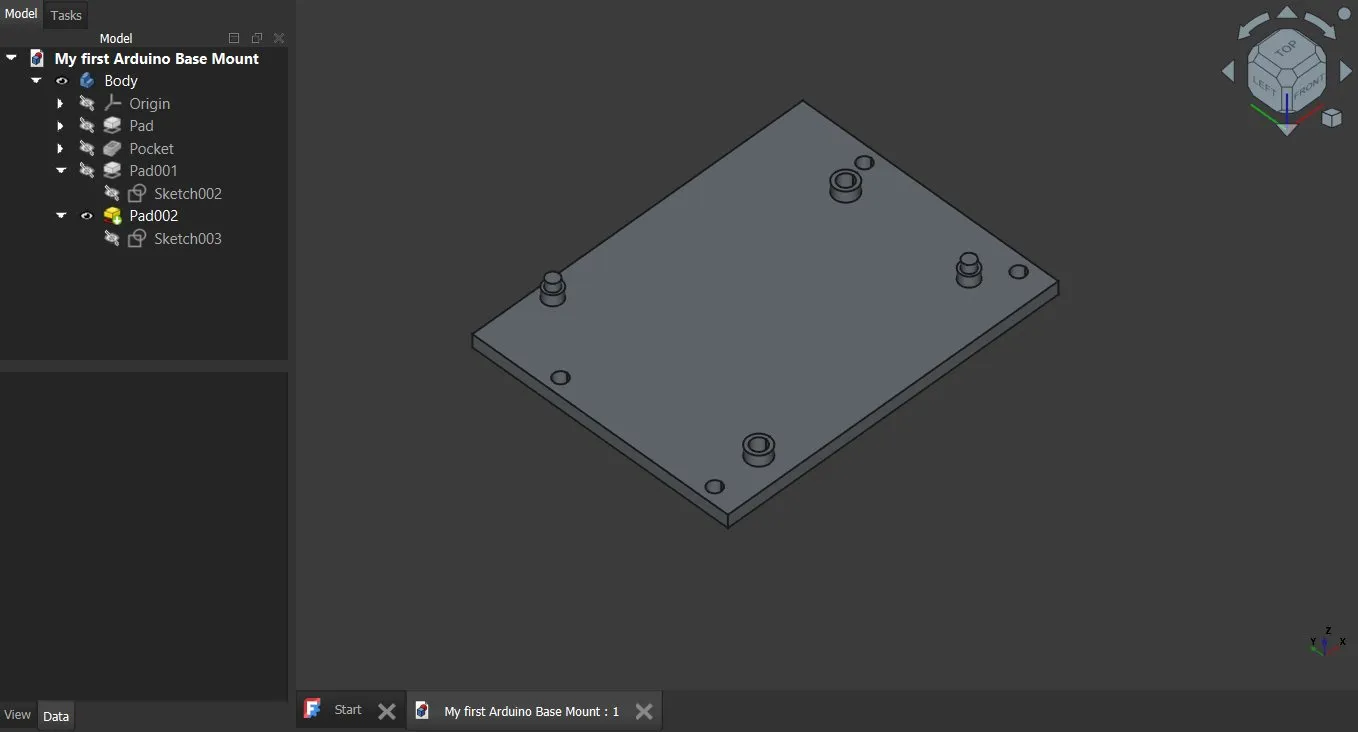 Model
Tasks
Model
My first Arduino Base Mount
Body
Origin
Pad
Pocket
Pad001
Sketch002
Pad002
Sketch003
TOP
LEFT
FRONT
Z
Y
X
Start
My first Arduino Base Mount : 1
View
Data